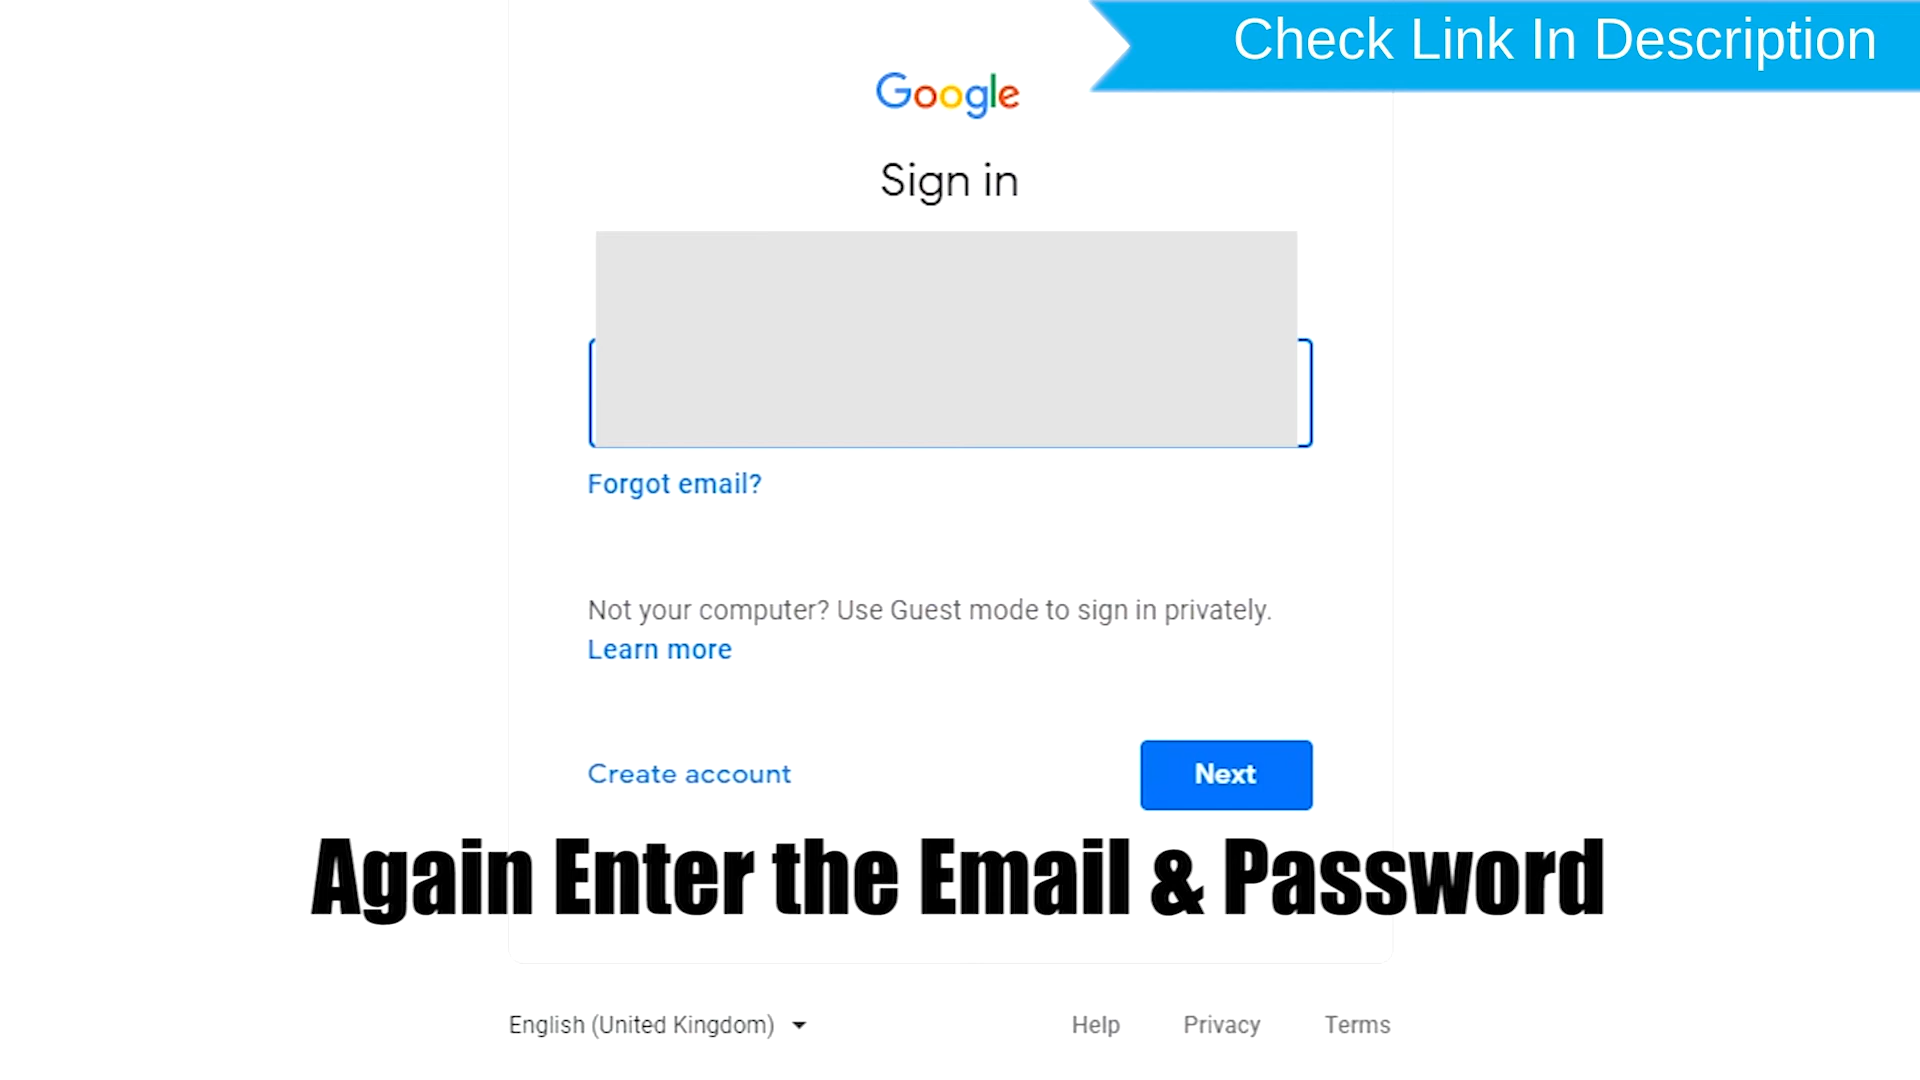 Check Link In Description
Google
Sign in
Forgot email?
Not your computer? Use Guest mode to sign in privately.
Learn more
Create account
Next
Again Enter the Email & Password
English (United Kingdom)
Help
Privacy
Terms